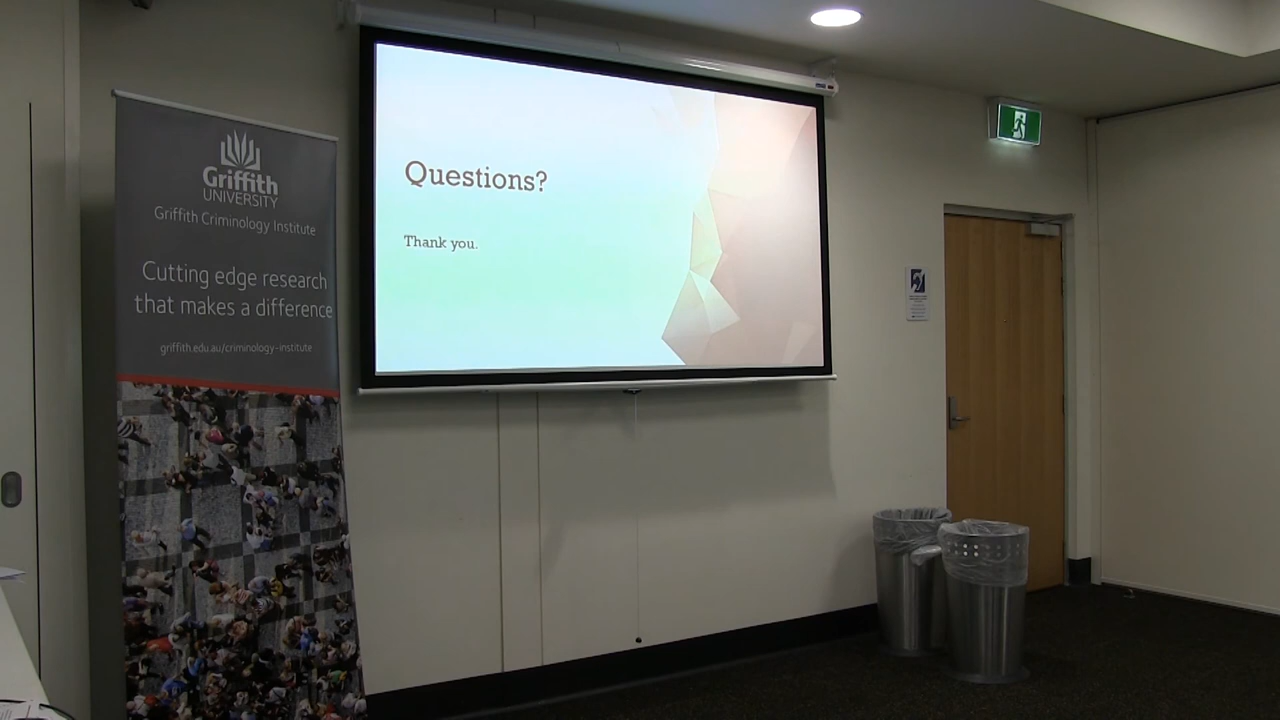 Griffith
UNIVERSITY
Griffith Criminology Institute
Cutting edge research
that makes a difference
griffith.edu.au/criminology-institute
Questions?
Thank you.